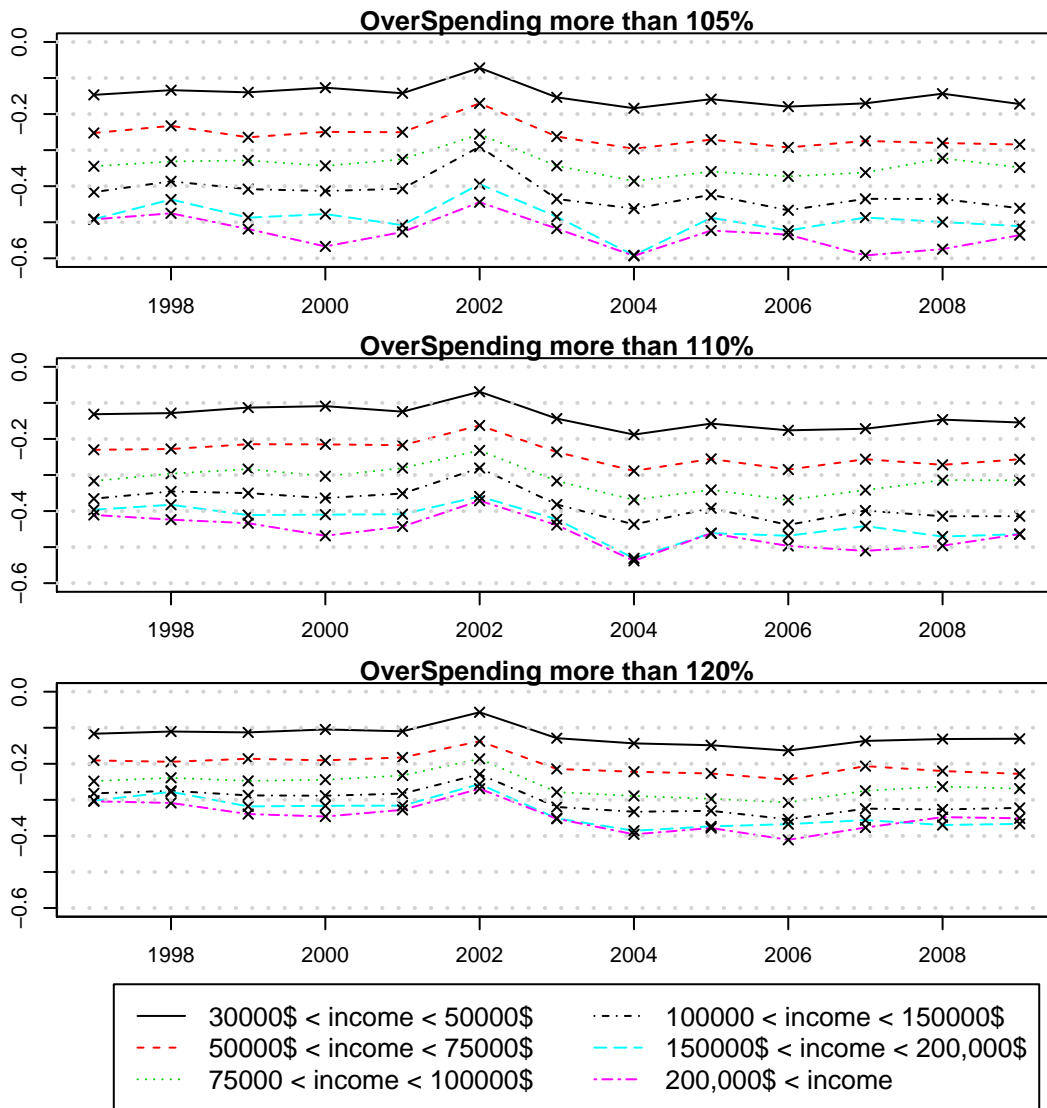 OverSpending more than 105%
0.0
−0.2
−0.4
−0.6
1998 2000 2002 2004 2006 2008
OverSpending more than 110%
0.0
−0.2
−0.4
−0.6
1998 2000 2002 2004 2006 2008
OverSpending more than 120%
0.0
−0.2
−0.4
−0.6
1998 2000 2002 2004 2006 2008
30000$ < income < 50000$
50000$ < income < 75000$
75000 < income < 100000$
100000 < income < 150000$
150000$ < income < 200,000$
200,000$ < income